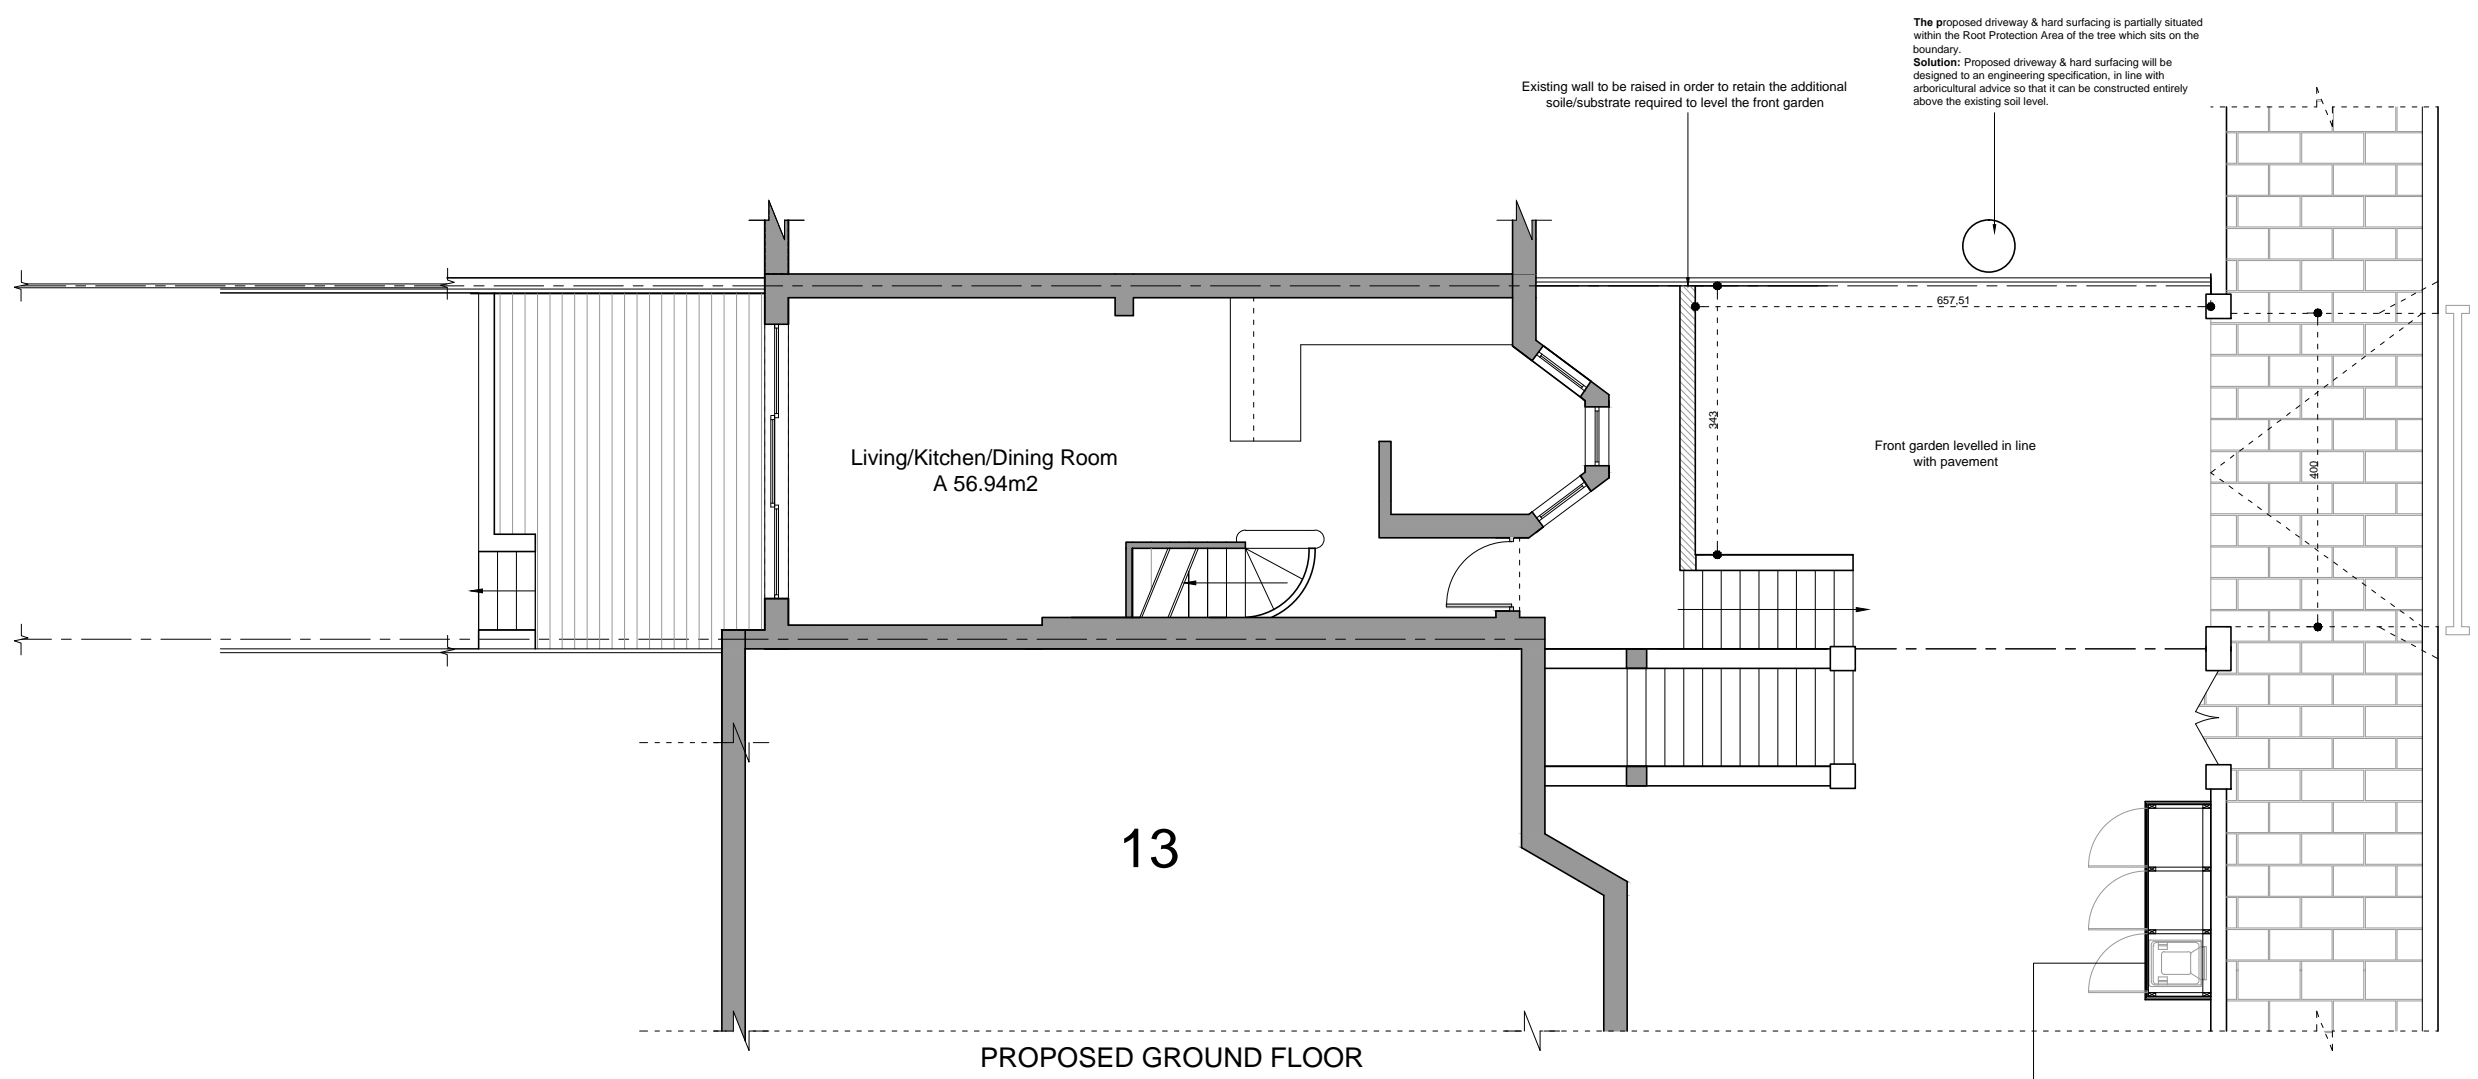 The proposed driveway & hard surfacing is partially situated
within the Root Protection Area of the tree which sits on the
boundary.
Solution: Proposed driveway & hard surfacing will be
designed to an engineering specification, in line with
arboricultural advice so that it can be constructed entirely
above the existing soil level.
Existing wall to be raised in order to retain the additional
soile/substrate required to level the front garden
657,51
343
400
Front garden levelled in line
with pavement
Living/Kitchen/Dining Room
A 56.94m2
13
PROPOSED GROUND FLOOR